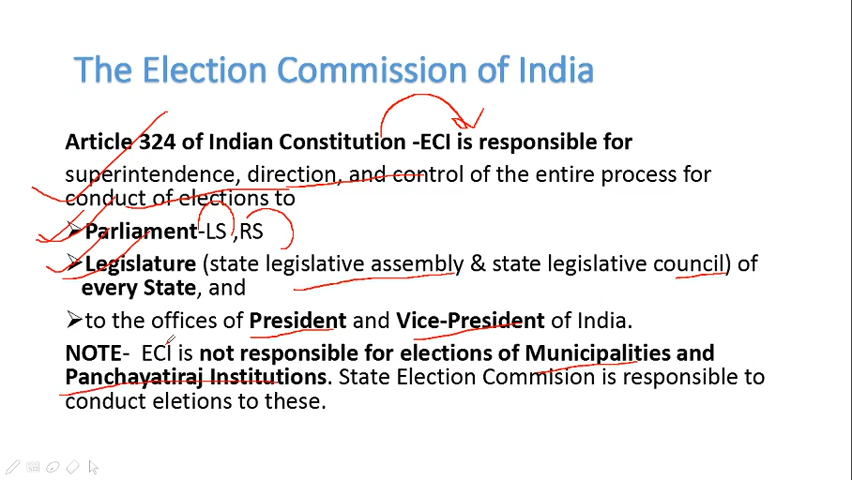 The Election Commission of India
Article 324 of Indian Constitution -ECI is responsible for
superintendence, direction, and control of the entire process for
conduct of elections to
➢Parliament-LS ,RS
➢Legislature (state legislative assembly & state legislative council) of
every State, and
➢to the offices of President and Vice-President of India.
NOTE- ECI is not responsible for elections of Municipalities and
Panchayatiraj Institutions. State Election Commision is responsible to
conduct eletions to these.